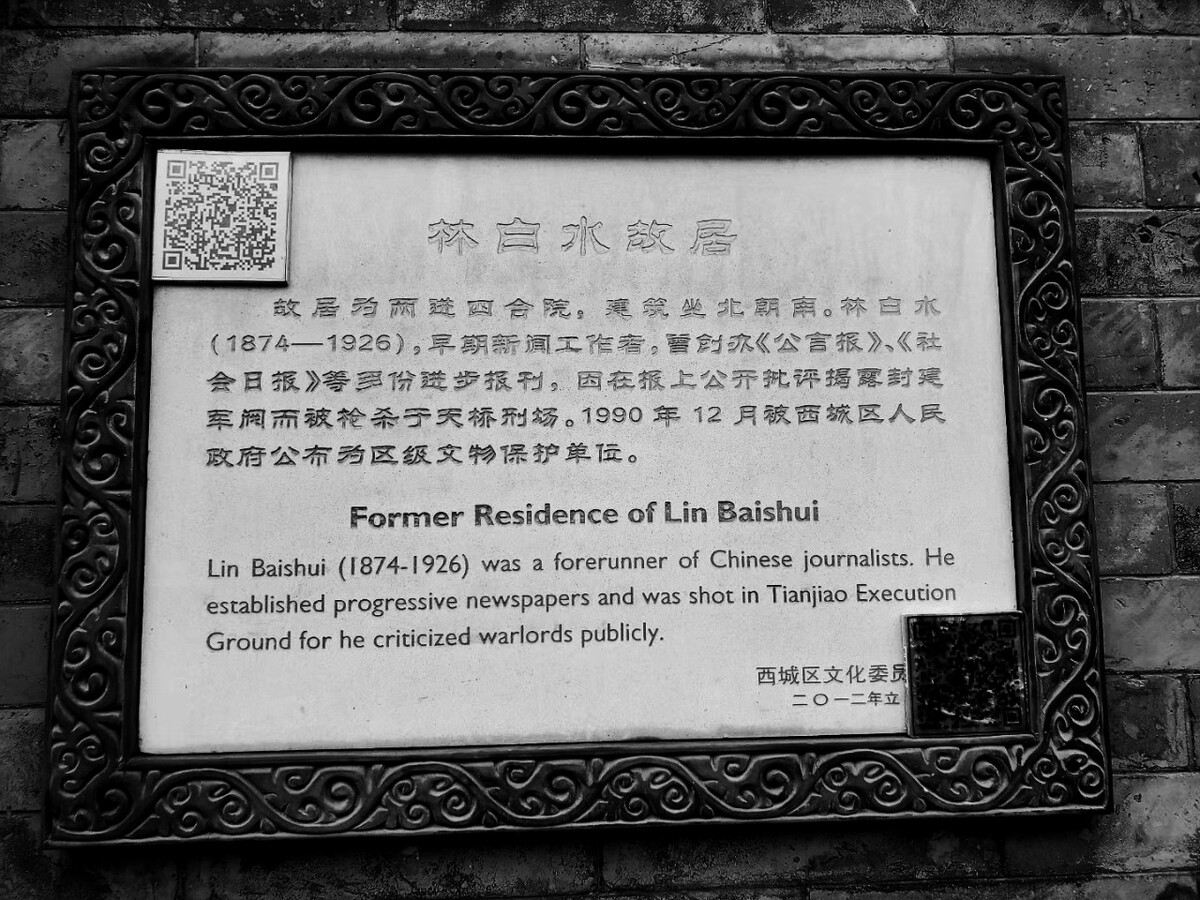 林白水故居
故居为两进四合院，建筑坐北朝南。林白水
（1874—1926），早期新闻工作者，曾创办《公言报》、《社
会日报》等多份进步报刊，因在报上公开批评揭露封建
军阀而被枪杀于天桥刑场。1990 年 12 月被西城区人民
政府公布为区级文物保护单位。
Former Residence of Lin Baishui
Lin Baishui (1874-1926) was a forerunner of Chinese journalists. He
established progressive newspapers and was shot in Tianjiao Execution
Ground for he criticized warlords publicly.
西城区文化委员
二〇一二年立